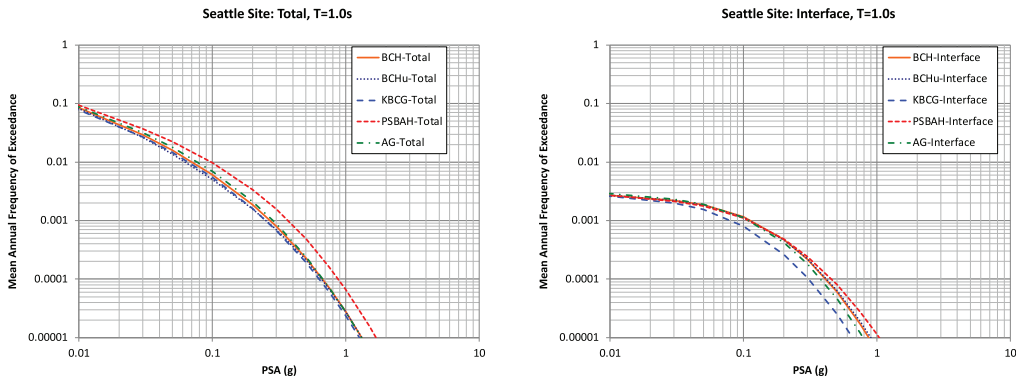 Seattle Site: Total, T=1.0s
Mean Annual Frequency of Exceedance
1
0.1
0.01
0.001
0.0001
0.00001
0.01
0.1
1
10
PSA (g)
BCH-Total
BCHu-Total
KBCG-Total
PSBAH-Total
AG-Total
Seattle Site: Interface, T=1.0s
Mean Annual Frequency of Exceedance
1
0.1
0.01
0.001
0.0001
0.00001
0.01
0.1
1
10
PSA (g)
BCH-Interface
BCHu-Interface
KBCG-Interface
PSBAH-Interface
AG-Interface